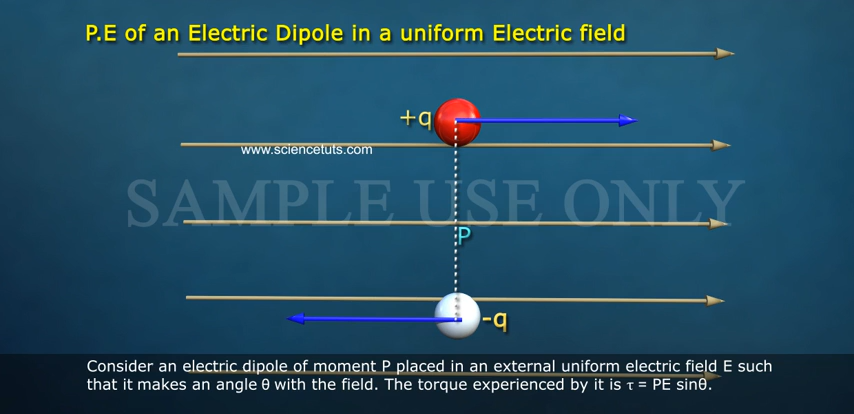 P.E of an Electric Dipole in a uniform Electric field
+q
www.sciencetuts.com
SAMPLE USE ONLY
P
-q
Consider an electric dipole of moment P placed in an external uniform electric field E such
that it makes an angle θ with the field. The torque experienced by it is τ = PE sinθ.